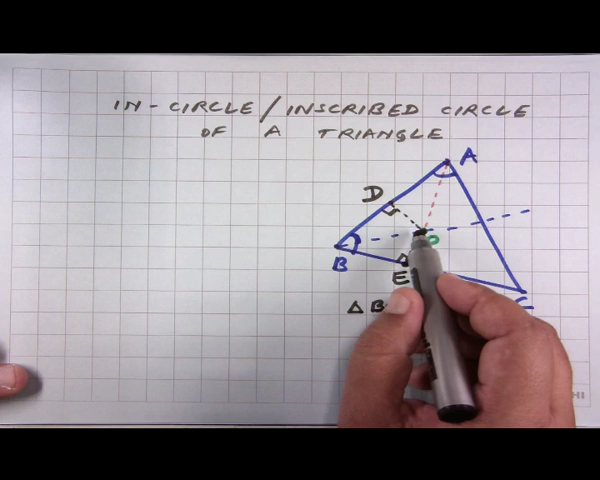 IN-CIRCLE/INSCRIBED CIRCLE
OF A TRIANGLE
A
D
B
E
C
Δ B